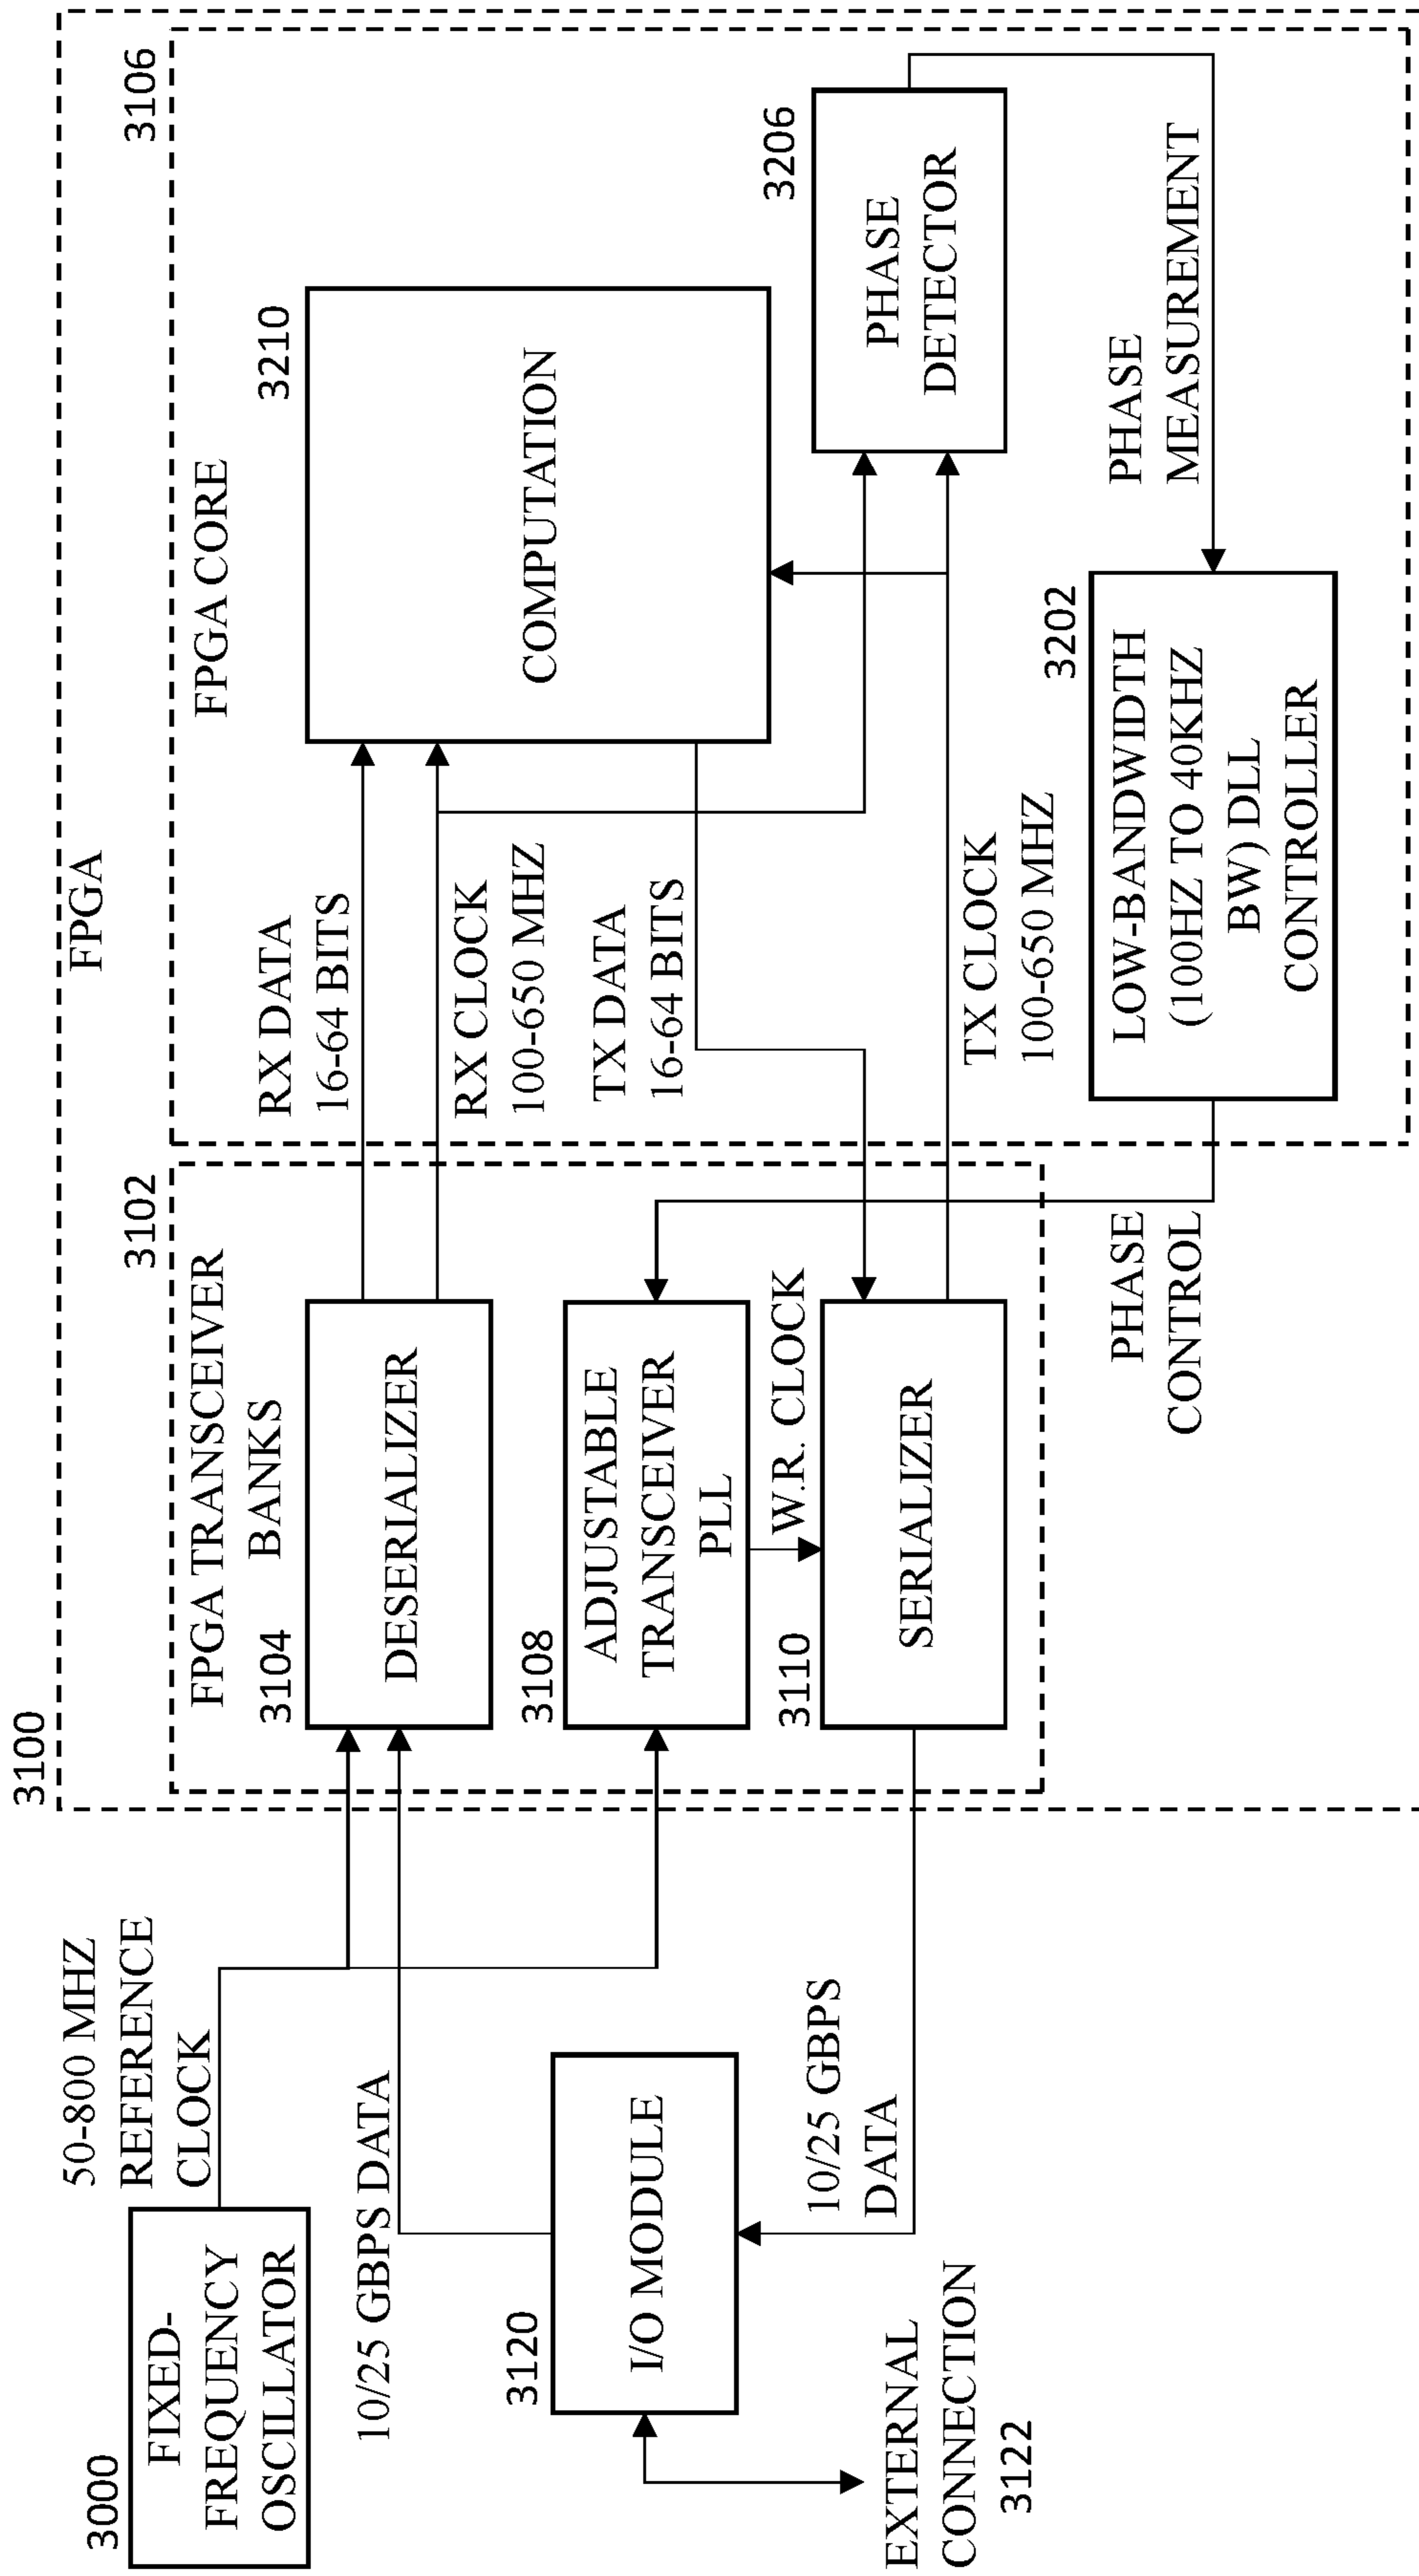 3100
FPGA
3106
FPGA CORE
3102
FPGA TRANSCEIVER
BANKS
3000
FIXED-
FREQUENCY
OSCILLATOR
50-800 MHZ
REFERENCE
CLOCK
10/25 GBPS DATA
3120
I/O MODULE
10/25 GBPS
DATA
EXTERNAL
CONNECTION
3122
3104
DESERIALIZER
3108
ADJUSTABLE
TRANSCEIVER
PLL
W.R. CLOCK
3110
SERIALIZER
PHASE
CONTROL
RX DATA
16-64 BITS
RX CLOCK
100-650 MHZ
TX DATA
16-64 BITS
TX CLOCK
100-650 MHZ
3210
COMPUTATION
3206
PHASE
DETECTOR
PHASE
MEASUREMENT
3202
LOW-BANDWIDTH
(100HZ TO 40KHZ
BW) DLL
CONTROLLER